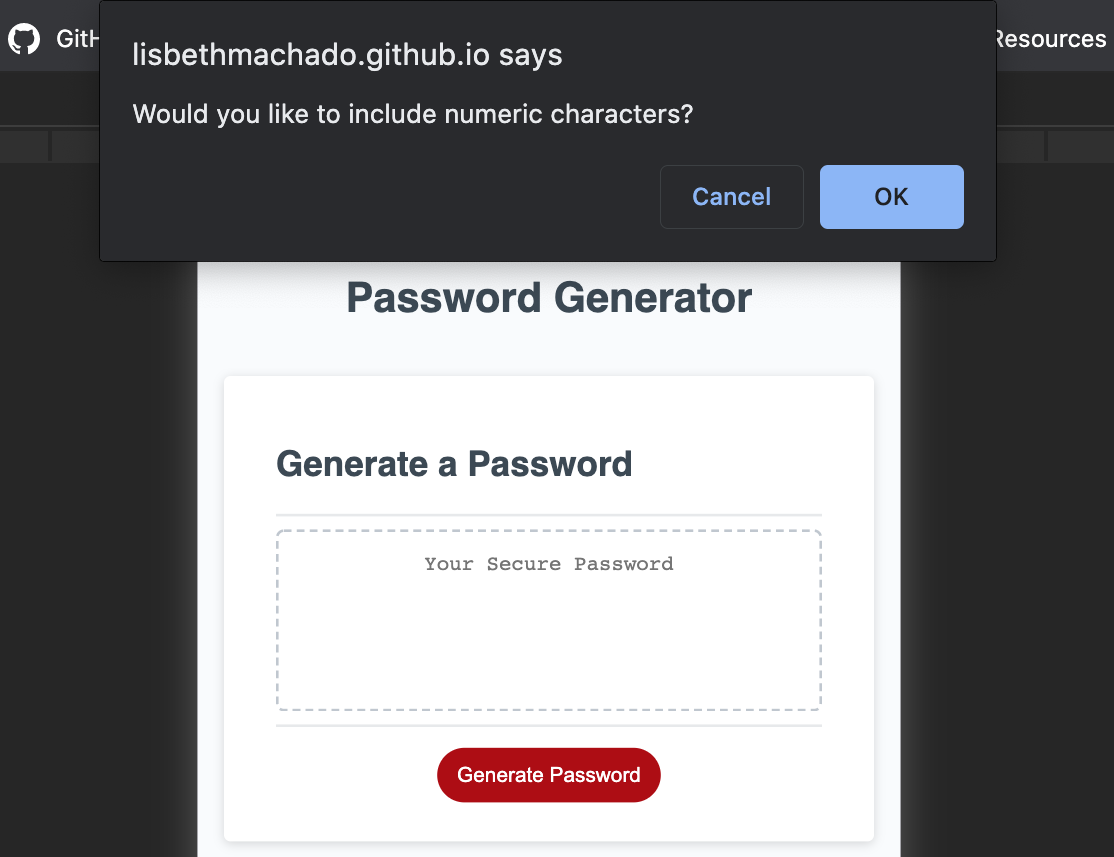 GitH
Resources
lisbethmachado.github.io says
Would you like to include numeric characters?
Cancel
OK
Password Generator
Generate a Password
Your Secure Password
Generate Password